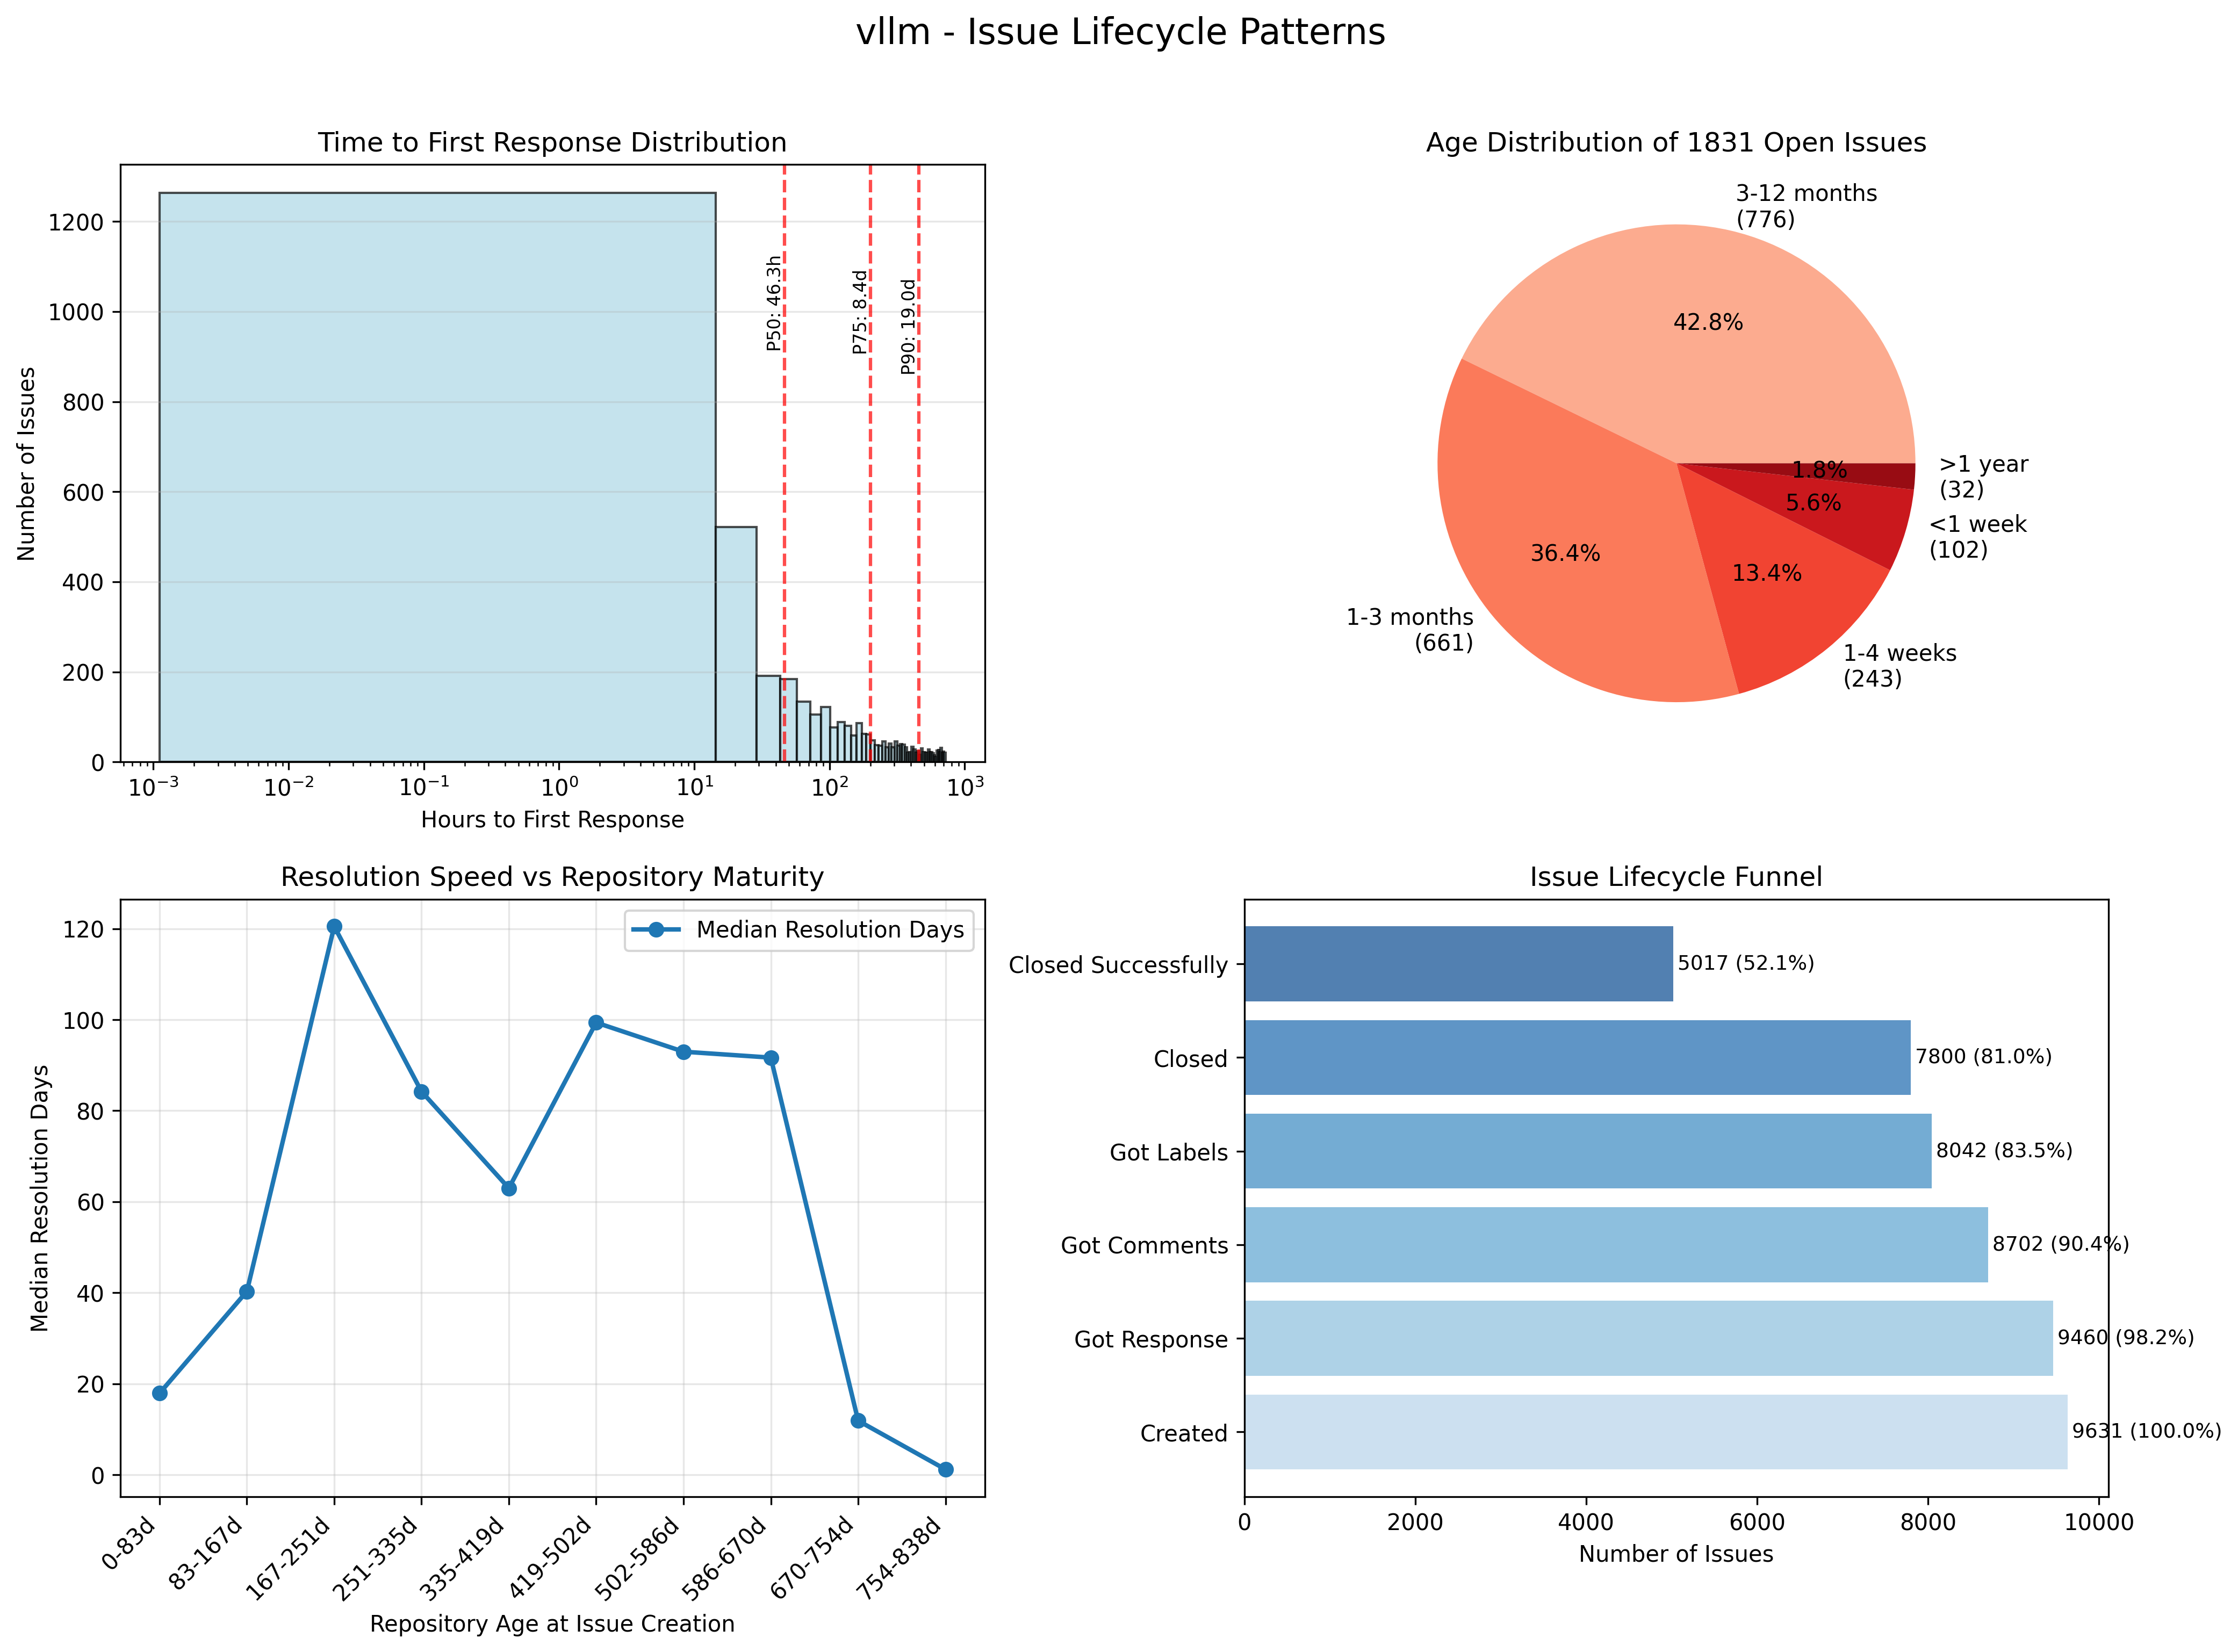 vllm - Issue Lifecycle Patterns
Time to First Response Distribution
Number of Issues
0
200
400
600
800
1000
1200
P50: 46.3h
P75: 8.4d
P90: 19.0d
10⁻³
10⁻²
10⁻¹
10⁰
10¹
10²
10³
Hours to First Response
Age Distribution of 1831 Open Issues
3-12 months
(776)
42.8%
1-3 months
(661)
36.4%
1-4 weeks
(243)
13.4%
<1 week
(102)
5.6%
>1 year
(32)
1.8%
Resolution Speed vs Repository Maturity
Median Resolution Days
Median Resolution Days
120
100
80
60
40
20
0
0-83d
83-167d
167-251d
251-335d
335-419d
419-502d
502-586d
586-670d
670-754d
754-838d
Repository Age at Issue Creation
Issue Lifecycle Funnel
Closed Successfully
5017 (52.1%)
Closed
7800 (81.0%)
Got Labels
8042 (83.5%)
Got Comments
8702 (90.4%)
Got Response
9460 (98.2%)
Created
9631 (100.0%)
0
2000
4000
6000
8000
10000
Number of Issues